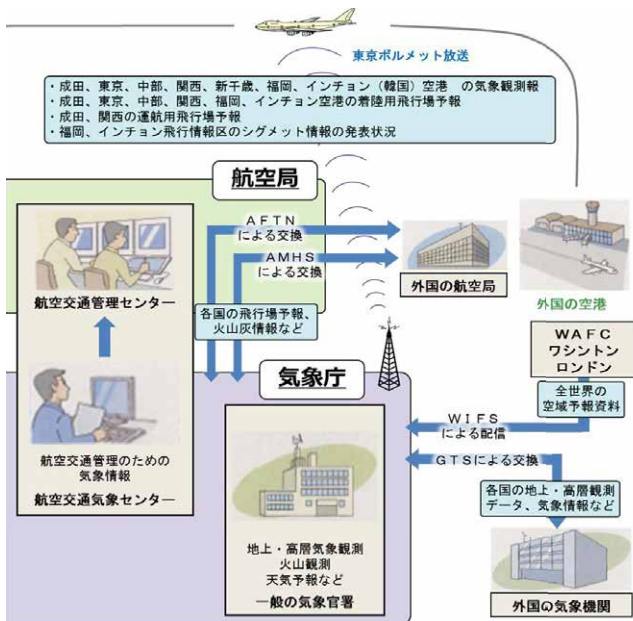 東京ボルメット放送
・成田、東京、中部、関西、新千歳、福岡、インチョン（韓国）空港　の気象観測報
・成田、東京、中部、関西、福岡、インチョン空港の着陸用飛行場予報
・成田、関西の運航用飛行場予報
・福岡、インチョン飛行情報区のシグメット情報の発表状況
航空局
ＡＦＴＮ
による交換
ＡＭＨＳ
による交換
航空交通管理センター
外国の航空局
外国の空港
各国の飛行場予報、
火山灰情報など
気象庁
ＷＡＦＣ
ワシントン
ロンドン
全世界の
空域予報資料
ＷＩＦＳ
による配信
ＧＴＳによる交換
航空交通管理のための
気象情報
航空交通気象センター
各国の地上・高層観測
データ、気象情報など
地上・高層気象観測
火山観測
天気予報など
一般の気象官署
外国の気象機関